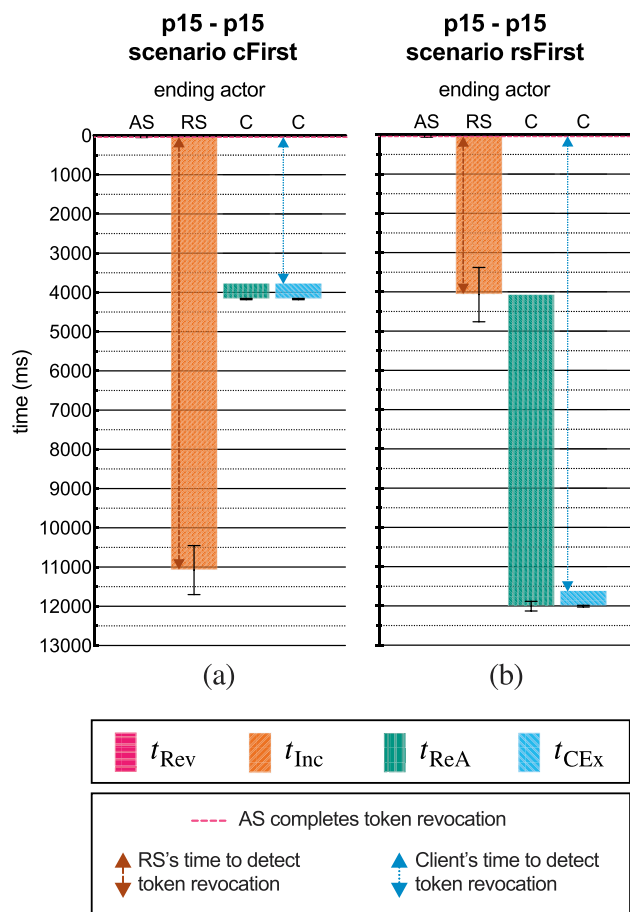 p15 - p15
scenario cFirst
p15 - p15
scenario rsFirst
ending actor
ending actor
AS RS C C
AS RS C C
time (ms)
0
1000
2000
3000
4000
5000
6000
7000
8000
9000
10000
11000
12000
13000
(a)
(b)
tRev tInc tReA tCEx
AS completes token revocation
RS's time to detect
token revocation
Client's time to detect
token revocation